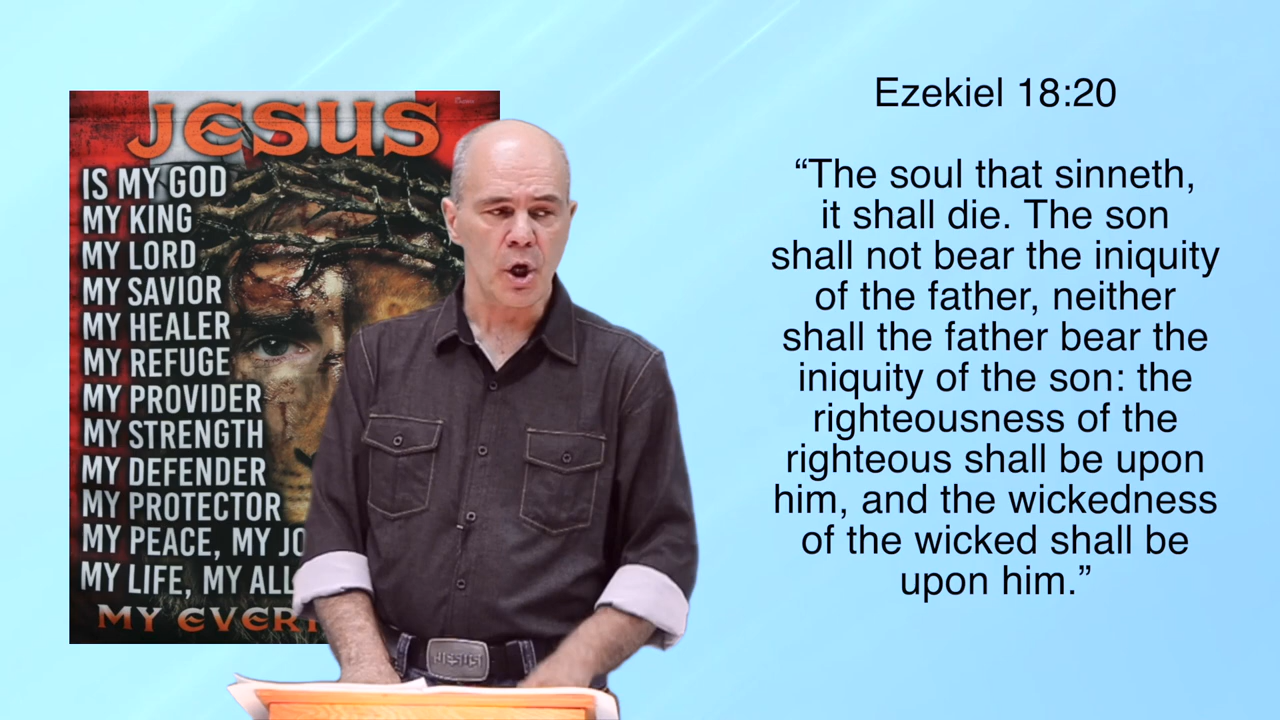 JESUS
IS MY GOD
MY KING
MY LORD
MY SAVIOR
MY HEALER
MY REFUGE
MY PROVIDER
MY STRENGTH
MY DEFENDER
MY PROTECTOR
MY PEACE, MY JO
MY LIFE, MY ALL
MY EVERY
JESUS
Ezekiel 18:20
“The soul that sinneth,
it shall die. The son
shall not bear the iniquity
of the father, neither
shall the father bear the
iniquity of the son: the
righteousness of the
righteous shall be upon
him, and the wickedness
of the wicked shall be
upon him.”